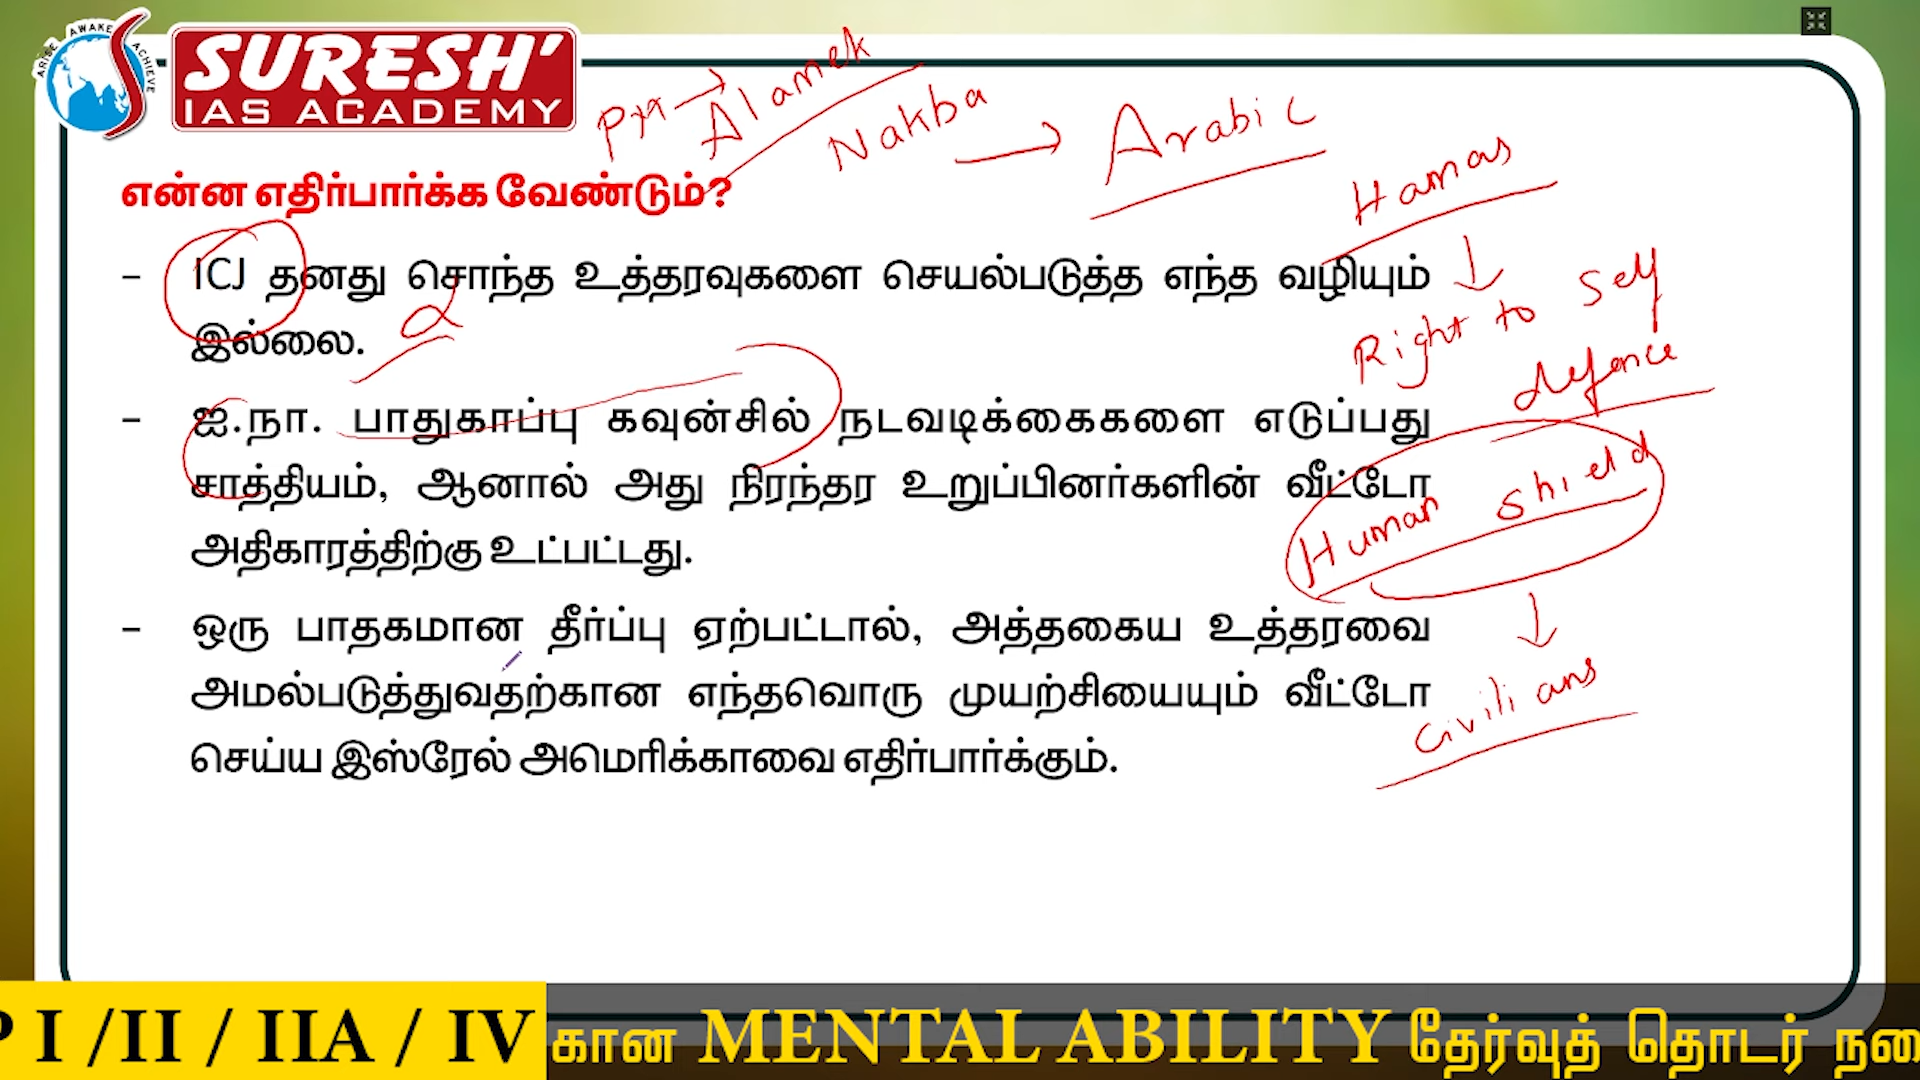 ARISE AWAKE ACHIEVE
SURESH'
IAS ACADEMY
Alamek
Nakba → Arabic
Hamas
Right to Self
defence
Human Shield
Civilians
என்ன எதிர்பார்க்க வேண்டும்?
– ICJ தனது சொந்த உத்தரவுகளை செயல்படுத்த எந்த வழியும்
இல்லை.
– ஐ.நா. பாதுகாப்பு கவுன்சில் நடவடிக்கைகளை எடுப்பது
சாத்தியம், ஆனால் அது நிரந்தர உறுப்பினர்களின் வீட்டோ
அதிகாரத்திற்கு உட்பட்டது.
– ஒரு பாதகமான தீர்ப்பு ஏற்பட்டால், அத்தகைய உத்தரவை
அமல்படுத்துவதற்கான எந்தவொரு முயற்சியையும் வீட்டோ
செய்ய இஸ்ரேல் அமெரிக்காவை எதிர்பார்க்கும்.
P I /II / IIA / IV கான MENTAL ABILITY தேர்வுத் தொடர் நடை